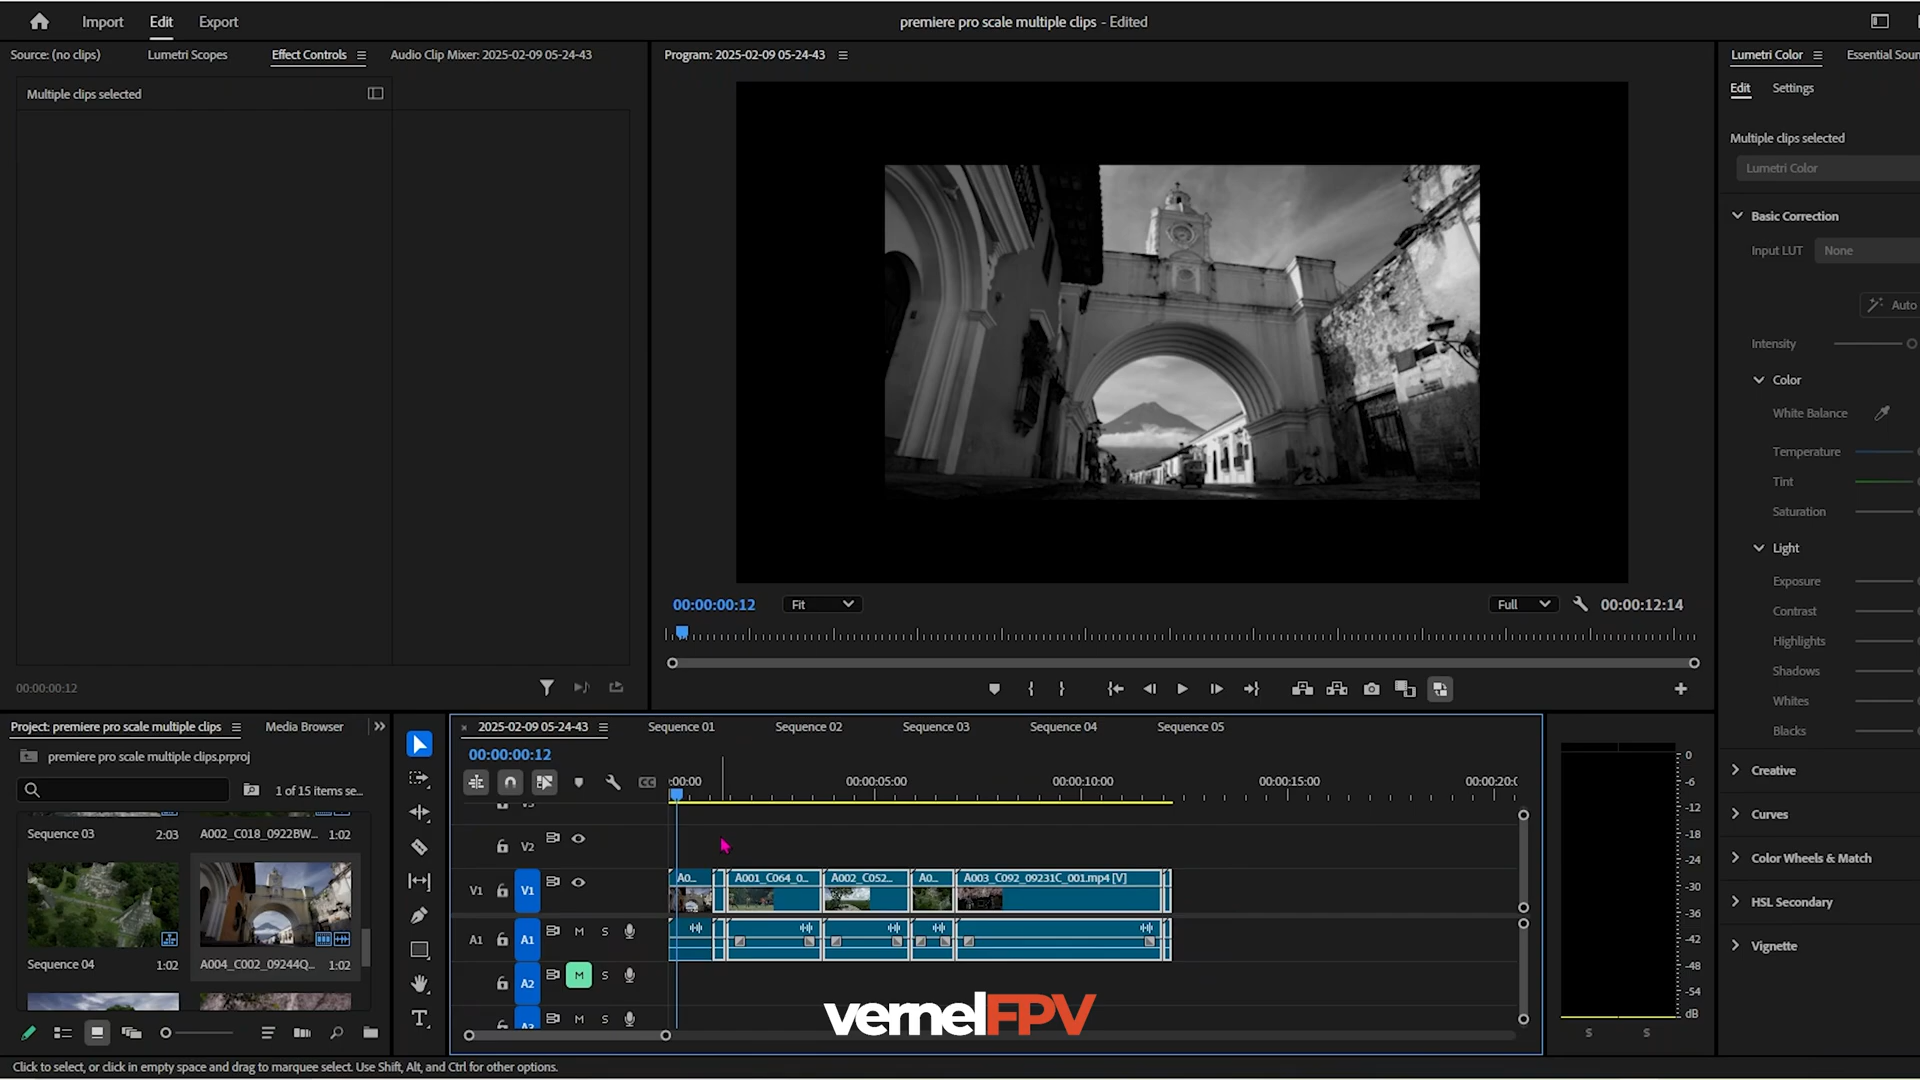 Import Edit Export
premiere pro scale multiple clips - Edited
Source: (no clips) Lumetri Scopes Effect Controls Audio Clip Mixer: 2025-02-09 05-24-43
Program: 2025-02-09 05-24-43
Lumetri Color Essential Soun
Multiple clips selected
Edit Settings
Multiple clips selected
Lumetri Color
Basic Correction
Input LUT None
Auto
Intensity
Color
White Balance
Temperature
Tint
Saturation
Light
Exposure
Contrast
Highlights
Shadows
Whites
Blacks
Creative
Curves
Color Wheels & Match
HSL Secondary
Vignette
00:00:00:12 Fit Full 00:00:12:14
00:00:00:12
Project: premiere pro scale multiple clips Media Browser
premiere pro scale multiple clips.prproj
1 of 15 items se...
Sequence 03 2:03 A002_C018_0922BW... 1:02
Sequence 04 1:02 A004_C002_09244Q... 1:02
2025-02-09 05-24-43 Sequence 01 Sequence 02 Sequence 03 Sequence 04 Sequence 05
00:00:00:12
:00:00 00:00:05:00 00:00:10:00 00:00:15:00 00:00:20:0
V2
V1 V1 A0... A001_C064_0... A002_C052... A0... A003_C092_09231C_001.mp4 [V]
A1 A1 M S
A2 M S
M S
0
-6
-12
-18
-24
-30
-36
-42
-48
-54
dB
S S
vernelFPV
Click to select, or click in empty space and drag to marquee select. Use Shift, Alt, and Ctrl for other options.